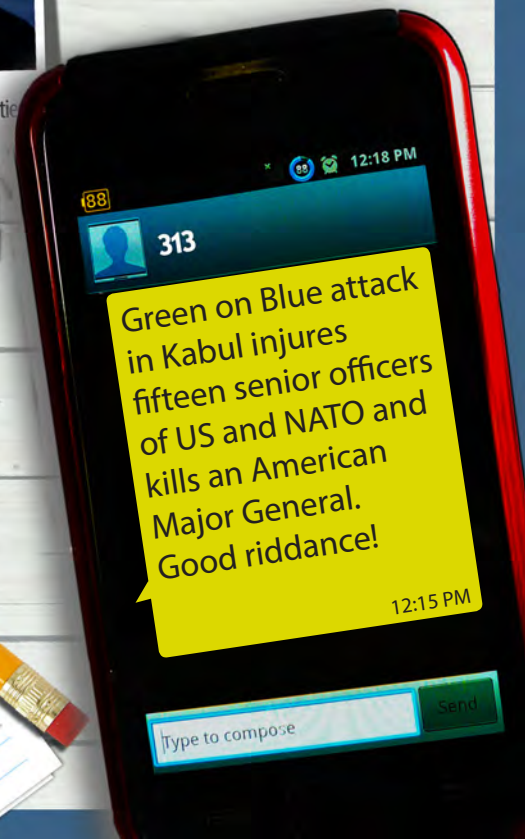 tie
12:18 PM
88
88
313
Green on Blue attack
in Kabul injures
fifteen senior officers
of US and NATO and
kills an American
Major General.
Good riddance!
12:15 PM
Type to compose
Send